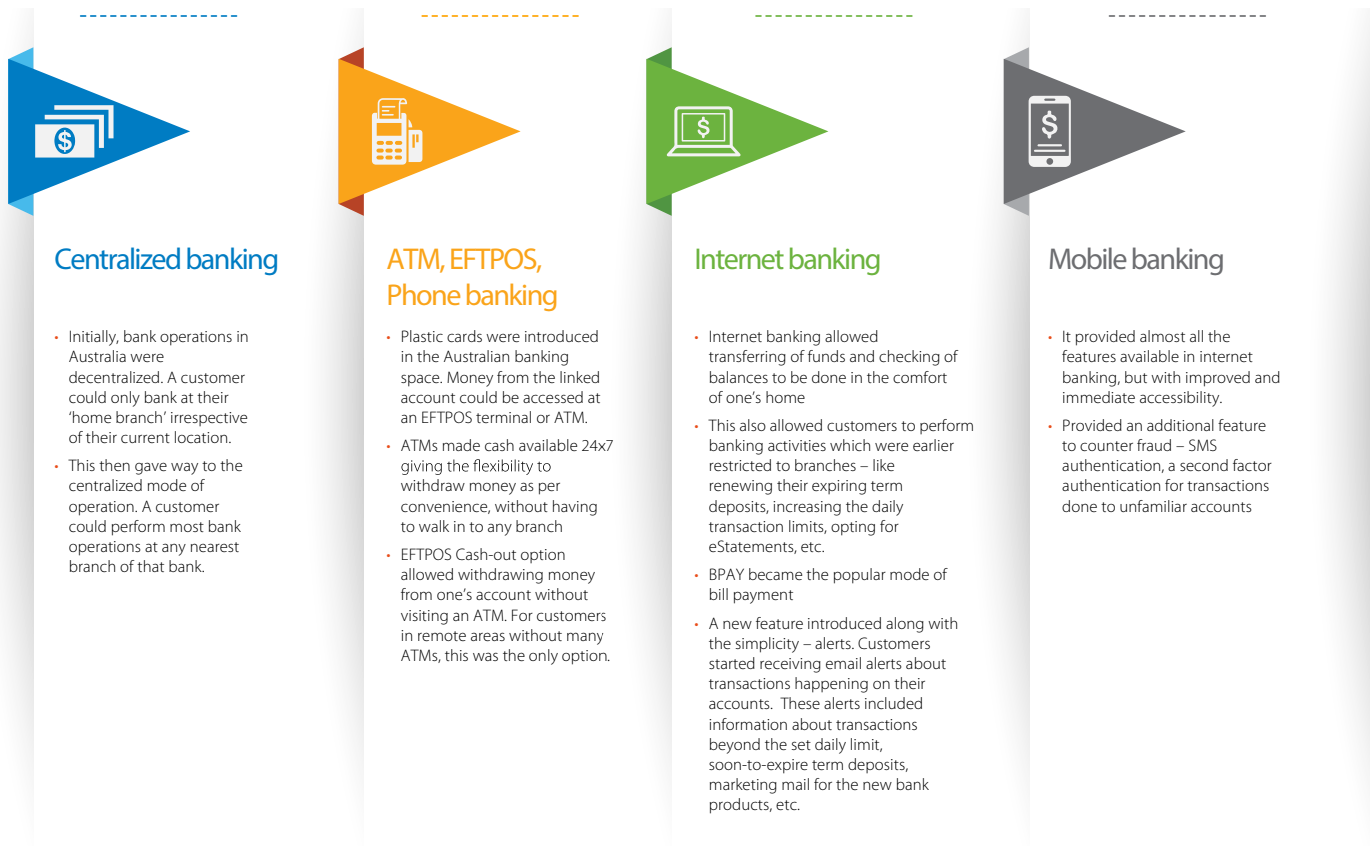 Centralized banking
• Initially, bank operations in
Australia were
decentralized. A customer
could only bank at their
‘home branch’ irrespective
of their current location.
• This then gave way to the
centralized mode of
operation. A customer
could perform most bank
operations at any nearest
branch of that bank.
ATM, EFTPOS,
Phone banking
• Plastic cards were introduced
in the Australian banking
space. Money from the linked
account could be accessed at
an EFTPOS terminal or ATM.
• ATMs made cash available 24x7
giving the flexibility to
withdraw money as per
convenience, without having
to walk in to any branch
• EFTPOS Cash-out option
allowed withdrawing money
from one’s account without
visiting an ATM. For customers
in remote areas without many
ATMs, this was the only option.
Internet banking
• Internet banking allowed
transferring of funds and checking of
balances to be done in the comfort
of one’s home
• This also allowed customers to perform
banking activities which were earlier
restricted to branches – like
renewing their expiring term
deposits, increasing the daily
transaction limits, opting for
eStatements, etc.
• BPAY became the popular mode of
bill payment
• A new feature introduced along with
the simplicity – alerts. Customers
started receiving email alerts about
transactions happening on their
accounts.  These alerts included
information about transactions
beyond the set daily limit,
soon-to-expire term deposits,
marketing mail for the new bank
products, etc.
Mobile banking
• It provided almost all the
features available in internet
banking, but with improved and
immediate accessibility.
• Provided an additional feature
to counter fraud – SMS
authentication, a second factor
authentication for transactions
done to unfamiliar accounts